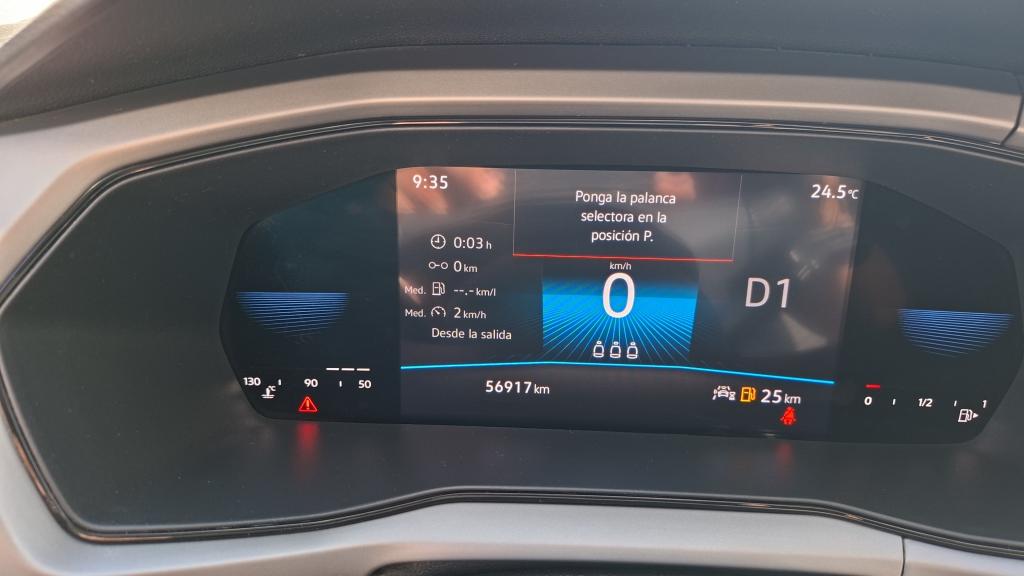 9:35
Ponga la palanca
selectora en la
posición P.
24.5°C
0:03 h
0 km
Med. --.- km/l
Med. 2 km/h
Desde la salida
km/h
0
D1
130 90 50
56917 km
25 km
0 1/2 1